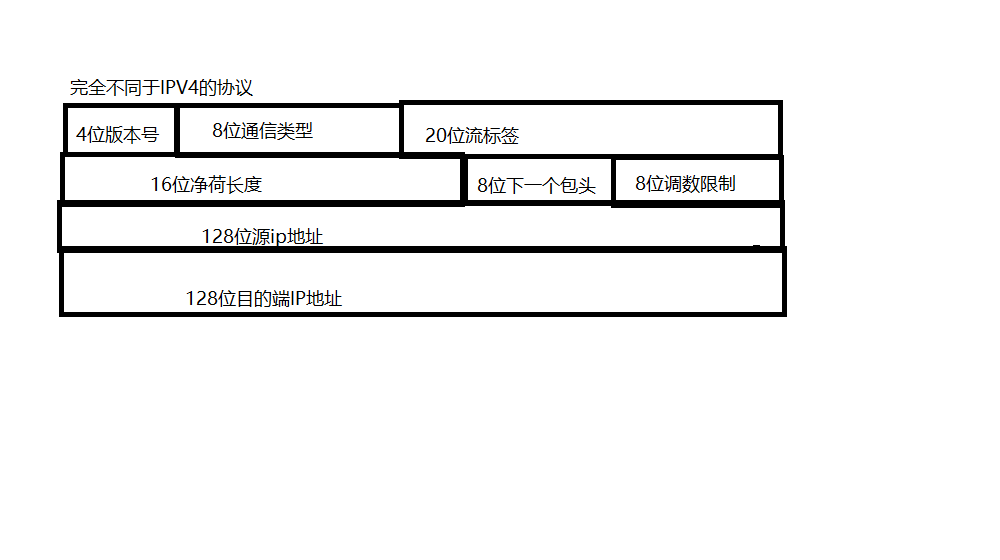 完全不同于IPV4的协议
4位版本号 8位通信类型 20位流标签
16位净荷长度 8位下一个包头 8位调数限制
128位源ip地址
128位目的端IP地址